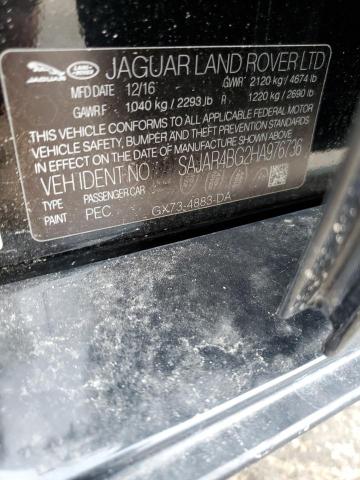 JAGUAR LAND ROVER JAGUAR LAND ROVER LTD
MFD DATE 12/16 GVWR 2120 kg / 4674 lb
GAWR.F 1040 kg / 2293 lb R 1220 kg / 2690 lb
THIS VEHICLE CONFORMS TO ALL APPLICABLE FEDERAL MOTOR
VEHICLE SAFETY, BUMPER, AND THEFT PREVENTION STANDARDS
IN EFFECT ON THE DATE OF MANUFACTURE SHOWN ABOVE
VEH IDENT·NO: SAJAR4BG2HA976736
TYPE PASSENGER CAR
PAINT PEC GX73-4883-DA